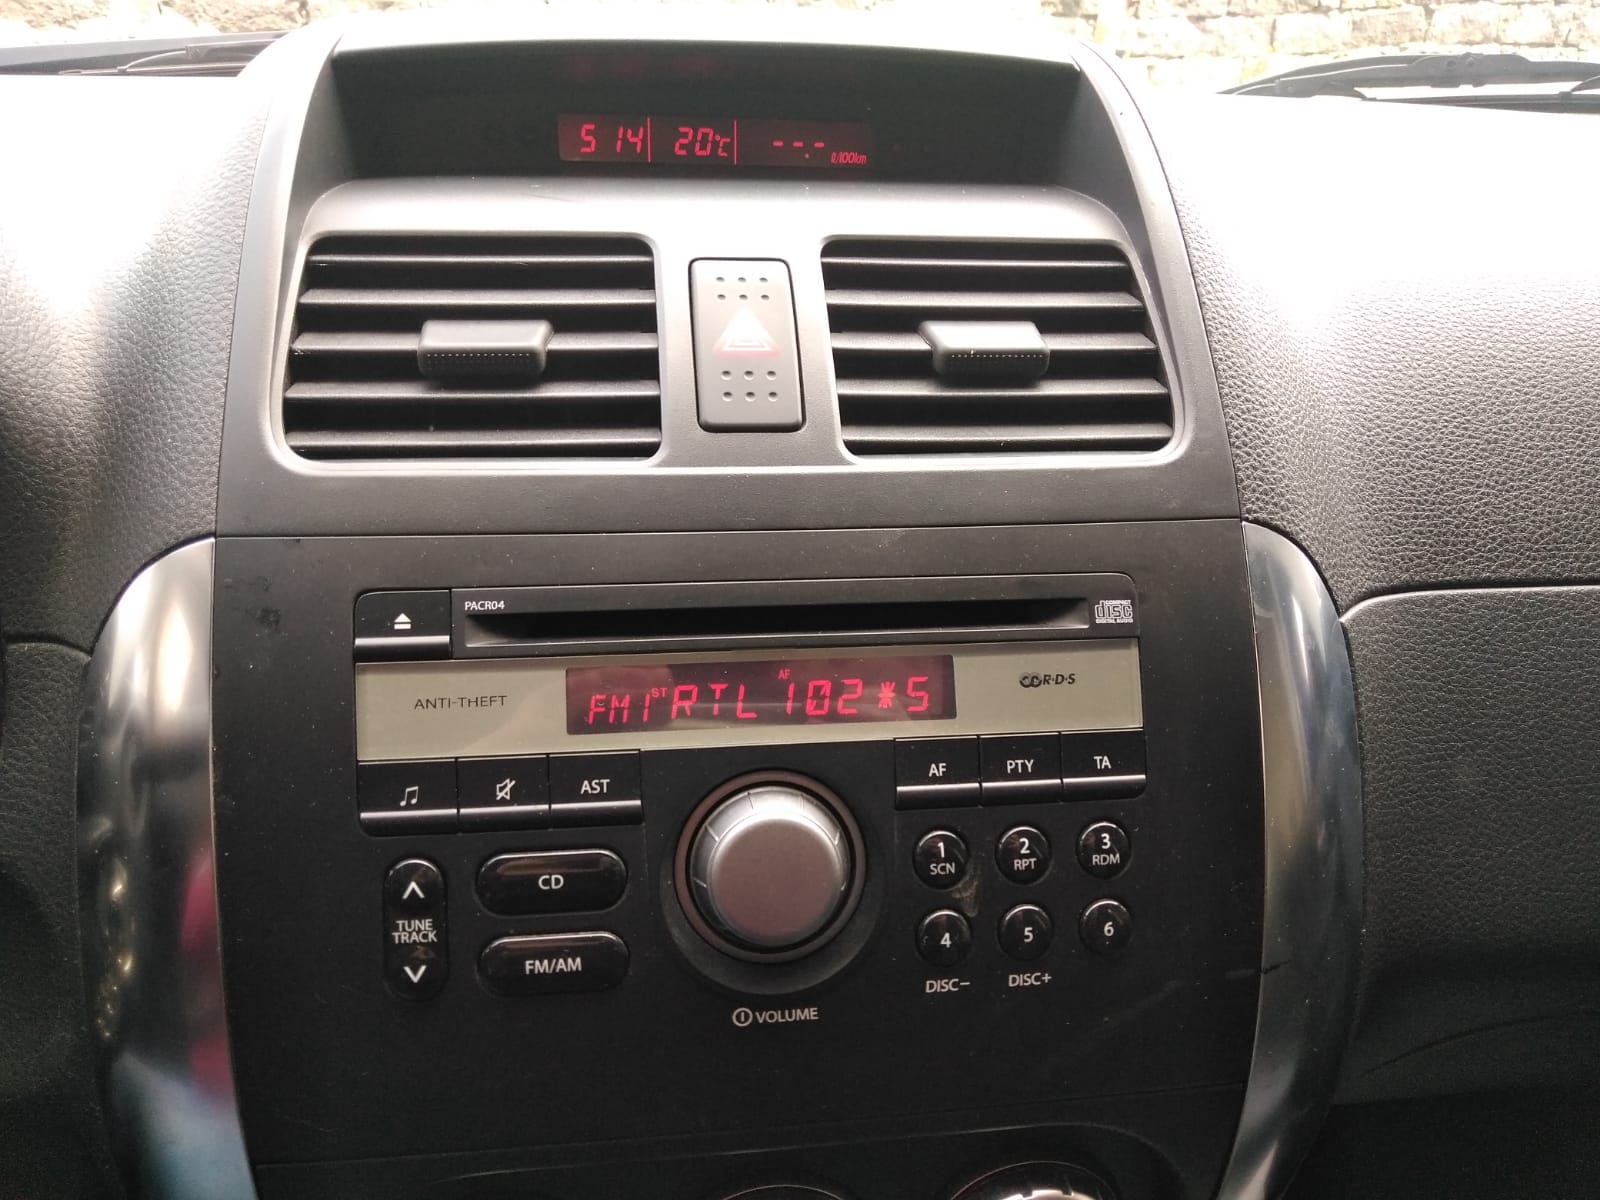 5 14 20°C --.- ℓ/100km
PACR04
COMPACT
disc
DIGITAL AUDIO
AF
ANTI-THEFT FM1 ST RTL 102*5 R·D·S
AST AF PTY TA
1 2 3
SCN RPT RDM
CD
TUNE
TRACK
4 5 6
FM/AM
DISC− DISC+
VOLUME